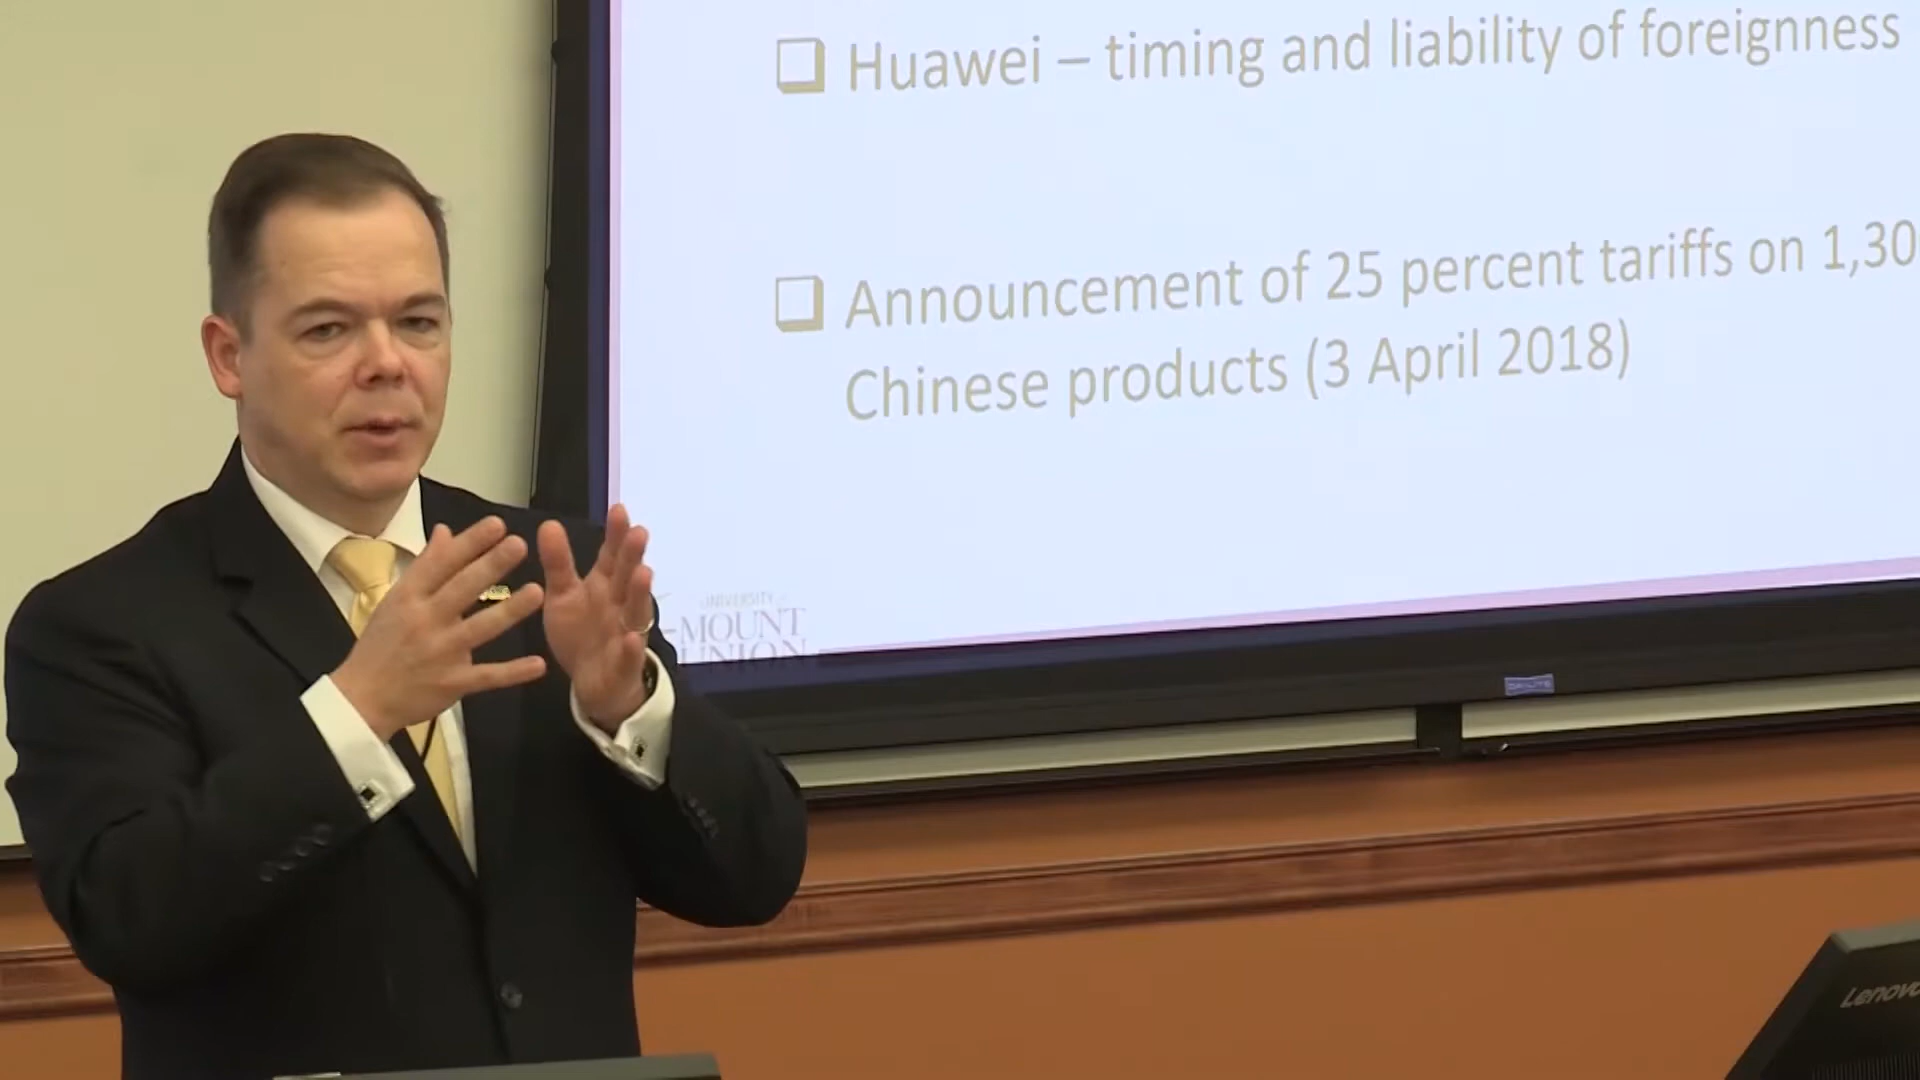 Huawei – timing and liability of foreignness
Announcement of 25 percent tariffs on 1,30
Chinese products (3 April 2018)
UNIVERSITY
MOUNT
UNION
DALITE
Lenovo